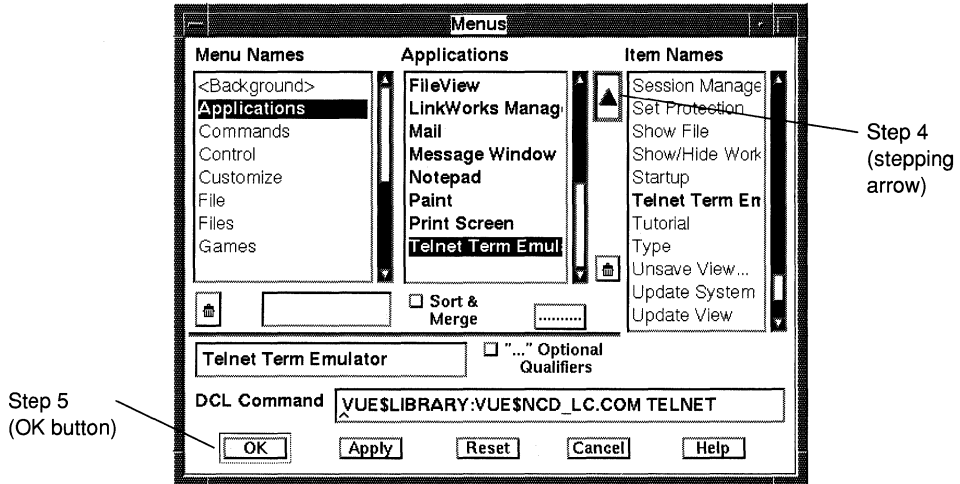 Menus
Menu Names
<Background>
Applications
Commands
Control
Customize
File
Files
Games
Applications
FileView
LinkWorks Manag
Mail
Message Window
Notepad
Paint
Print Screen
Telnet Term Emul
Item Names
Session Manage
Set Protection
Show File
Show/Hide Work
Startup
Telnet Term Em
Tutorial
Type
Unsave View...
Update System
Update View
Step 4
(stepping
arrow)
Sort &
Merge
..........
Telnet Term Emulator
"..." Optional
Qualifiers
DCL Command
VUE$LIBRARY:VUE$NCD_LC.COM TELNET
Step 5
(OK button)
OK
Apply
Reset
Cancel
Help